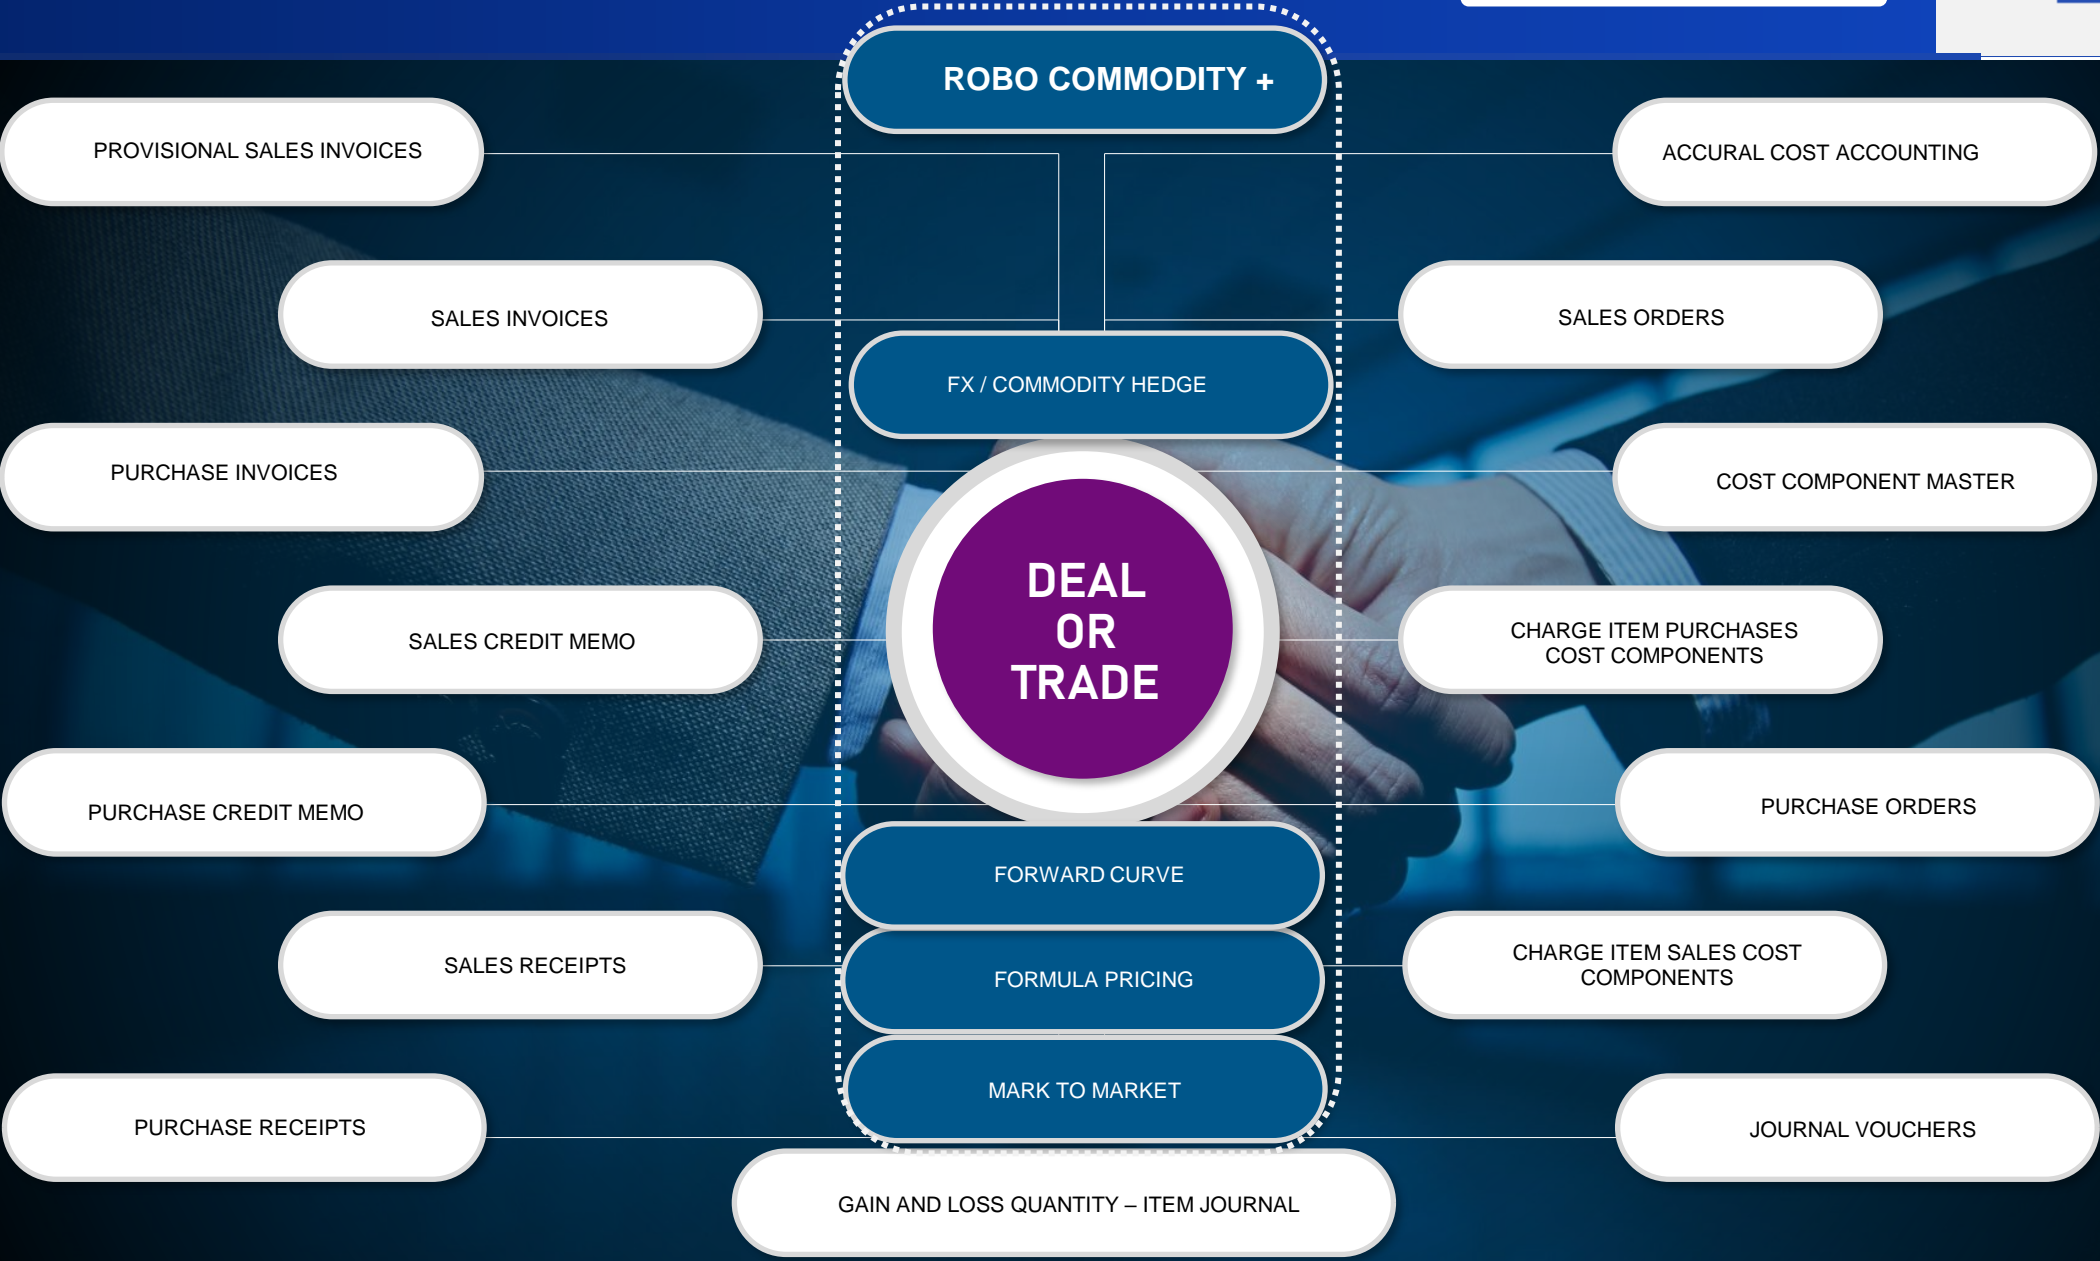 ROBO COMMODITY +
PROVISIONAL SALES INVOICES
ACCURAL COST ACCOUNTING
SALES INVOICES
SALES ORDERS
FX / COMMODITY HEDGE
PURCHASE INVOICES
COST COMPONENT MASTER
DEAL
OR
TRADE
SALES CREDIT MEMO
CHARGE ITEM PURCHASES
COST COMPONENTS
PURCHASE CREDIT MEMO
PURCHASE ORDERS
FORWARD CURVE
SALES RECEIPTS
FORMULA PRICING
CHARGE ITEM SALES COST
COMPONENTS
MARK TO MARKET
PURCHASE RECEIPTS
JOURNAL VOUCHERS
GAIN AND LOSS QUANTITY – ITEM JOURNAL